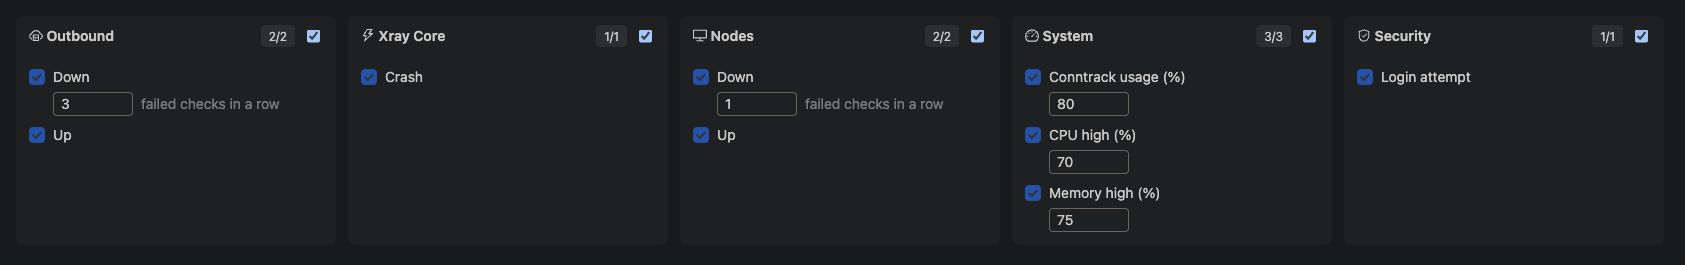 Outbound 2/2
Down
3 failed checks in a row
Up
Xray Core 1/1
Crash
Nodes 2/2
Down
1 failed checks in a row
Up
System 3/3
Conntrack usage (%)
80
CPU high (%)
70
Memory high (%)
75
Security 1/1
Login attempt